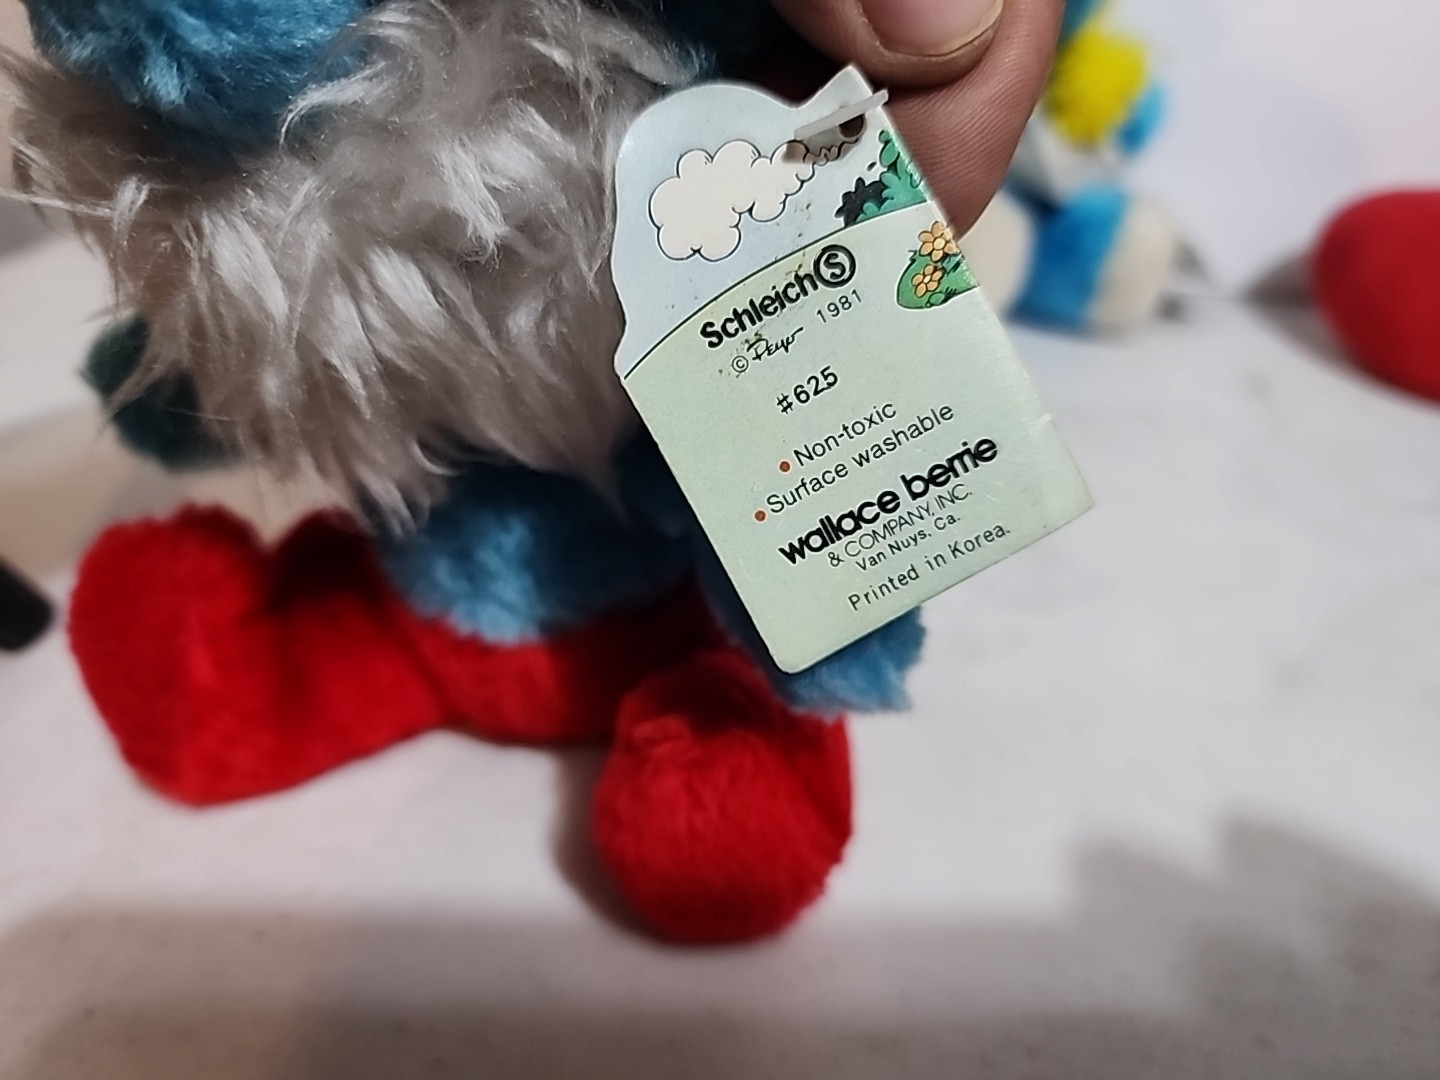 Schleich Ⓢ
© Peyo 1981
#625
• Non-toxic
• Surface washable
wallace berrie
& COMPANY, INC.
Van Nuys, Ca.
Printed in Korea.